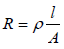 R = ρ l/A